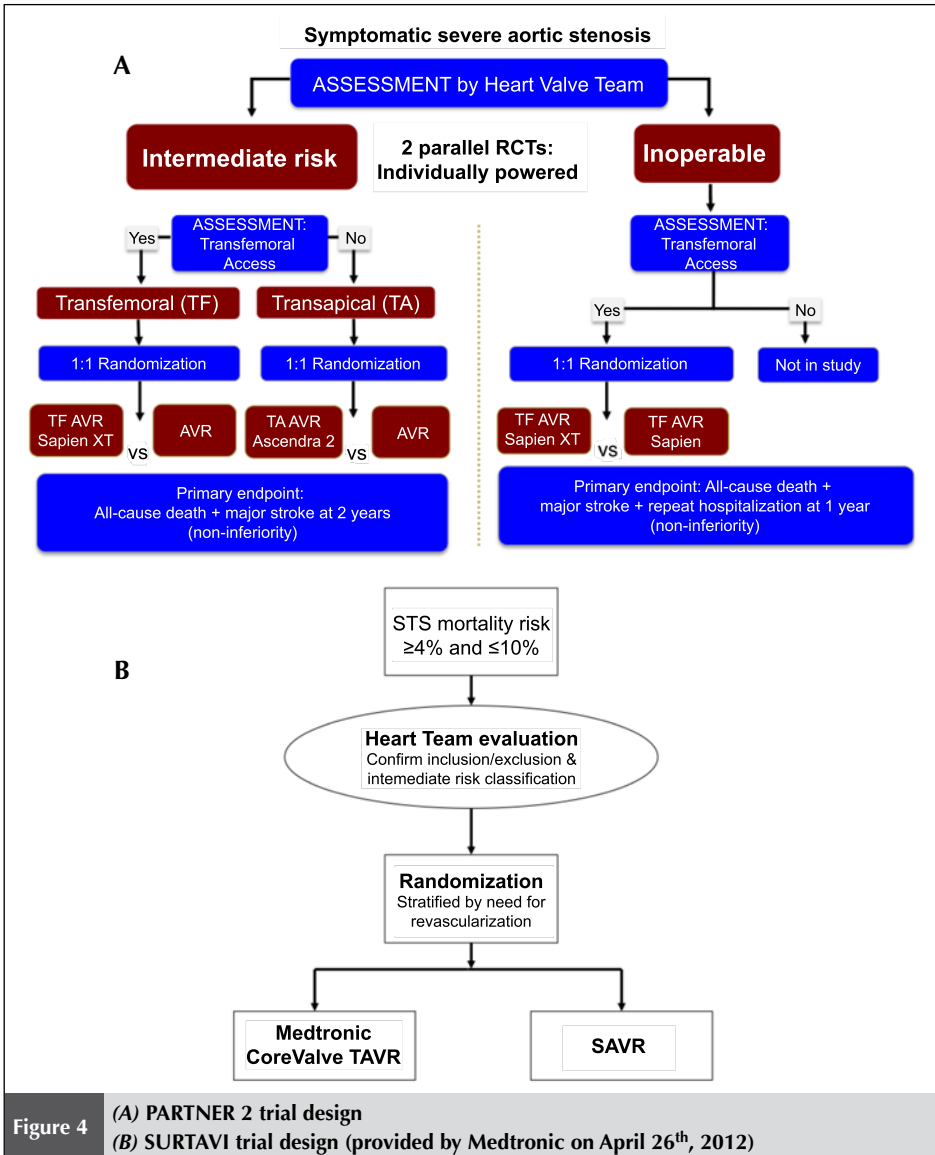 Symptomatic severe aortic stenosis
A
ASSESSMENT by Heart Valve Team
Intermediate risk
2 parallel RCTs:
Individually powered
Inoperable
ASSESSMENT:
Transfemoral
Access
Yes
No
ASSESSMENT:
Transfemoral
Access
Transfemoral (TF)
Transapical (TA)
Yes
No
1:1 Randomization
1:1 Randomization
1:1 Randomization
Not in study
TF AVR
Sapien XT
VS
AVR
TA AVR
Ascendra 2
VS
AVR
TF AVR
Sapien XT
VS
TF AVR
Sapien
Primary endpoint:
All-cause death + major stroke at 2 years
(non-inferiority)
Primary endpoint: All-cause death +
major stroke + repeat hospitalization at 1 year
(non-inferiority)
B
STS mortality risk
≥4% and ≤10%
Heart Team evaluation
Confirm inclusion/exclusion &
intemediate risk classification
Randomization
Stratified by need for
revascularization
Medtronic
CoreValve TAVR
SAVR
Figure 4
(A) PARTNER 2 trial design
(B) SURTAVI trial design (provided by Medtronic on April 26th, 2012)